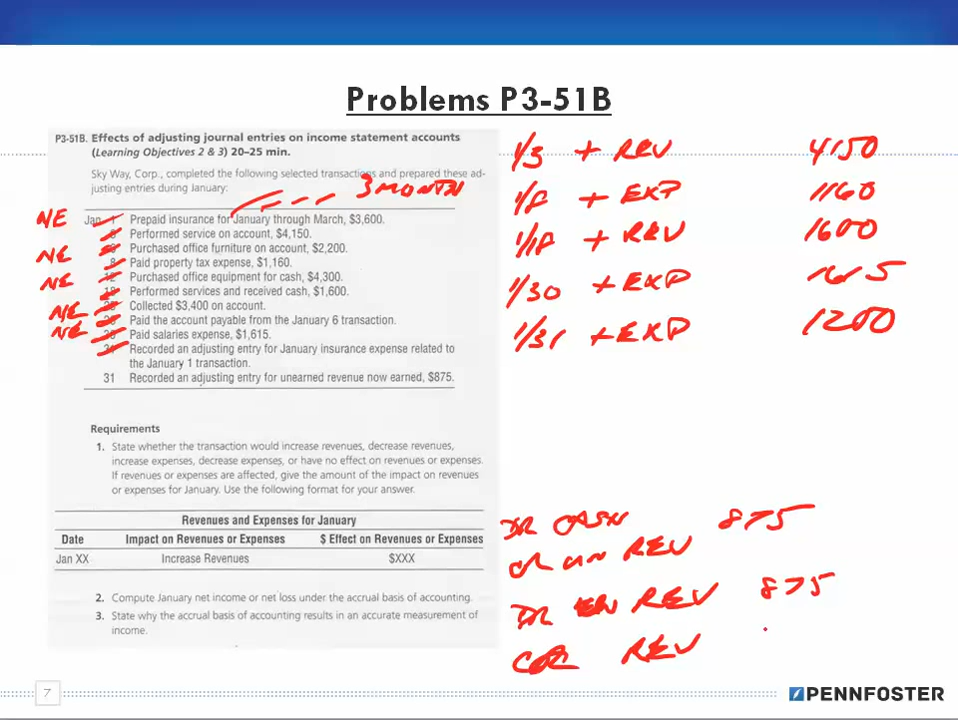 Problems P3-51B
P3-51B. Effects of adjusting journal entries on income statement accounts
(Learning Objectives 2 & 3) 20–25 min.
Sky Way, Corp., completed the following selected transactions and prepared these ad-
justing entries during January:
3 MONTH
NE Jan 1 Prepaid insurance for January through March, $3,600.
Performed service on account, $4,150.
NE Purchased office furniture on account, $2,200.
8 Paid property tax expense, $1,160.
NE 12 Purchased office equipment for cash, $4,300.
18 Performed services and received cash, $1,600.
NE Collected $3,400 on account.
NE Paid the account payable from the January 6 transaction.
Paid salaries expense, $1,615.
31 Recorded an adjusting entry for January insurance expense related to
the January 1 transaction.
31 Recorded an adjusting entry for unearned revenue now earned, $875.
Requirements
1. State whether the transaction would increase revenues, decrease revenues,
increase expenses, decrease expenses, or have no effect on revenues or expenses.
If revenues or expenses are affected, give the amount of the impact on revenues
or expenses for January. Use the following format for your answer.
Revenues and Expenses for January
Date Impact on Revenues or Expenses $ Effect on Revenues or Expenses
Jan XX Increase Revenues $XXX
2. Compute January net income or net loss under the accrual basis of accounting.
3. State why the accrual basis of accounting results in an accurate measurement of
income.
1/3 + REV 4150
1/8 + EXP 1160
1/18 + REV 1600
1/30 + EXP 1615
1/31 + EXP 1200
DR CASH 875
CR UN REV
DR UN REV 875
CR REV
7
PENNFOSTER